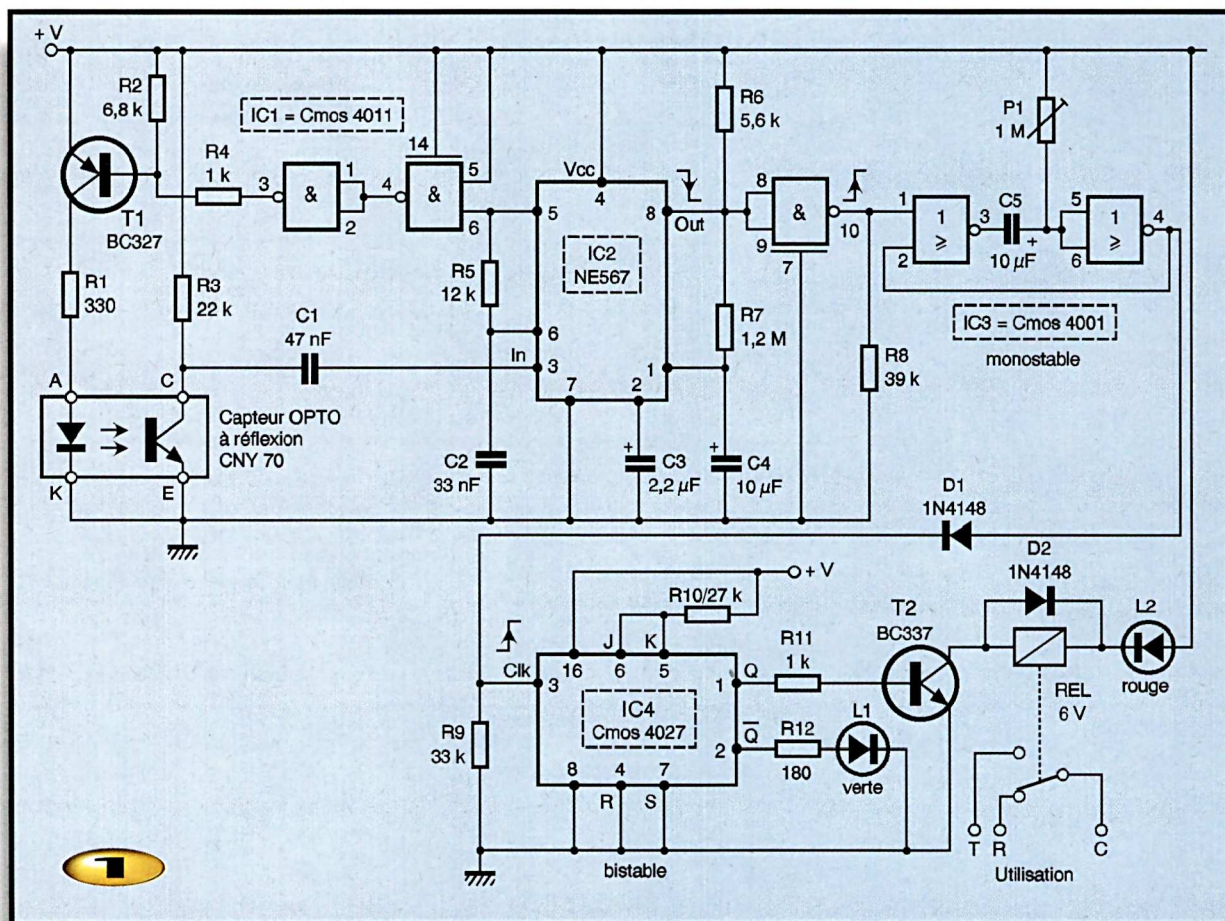 + V
R2
6,8 k
IC1 = Cmos 4011
R4
1 k
3
&
1
2
4
14
&
5
6
T1
BC327
R1
330
R3
22 k
C1
47 nF
R5
12 k
In
Vcc
4
5
8
Out
IC2
NE567
6
3
1
7
2
R6
5,6 k
R7
1,2 M
8
&
9
7
10
P1
1 M
C5
10 µF
+
1
1
≥
3
2
5
1
≥
4
6
IC3 = Cmos 4001
monostable
R8
39 k
A
C
Capteur OPTO
à réflexion
CNY 70
K
E
C2
33 nF
+
C3
2,2 µF
+
C4
10 µF
D1
1N4148
D2
1N4148
+ V
R10/27 k
J
K
Clk
16
6
5
3
1
Q
IC4
Cmos 4027
Q
2
8
4
7
R
S
bistable
R9
33 k
R11
1 k
R12
180
L1
verte
T2
BC337
L2
rouge
REL
6 V
T
R
C
Utilisation
1